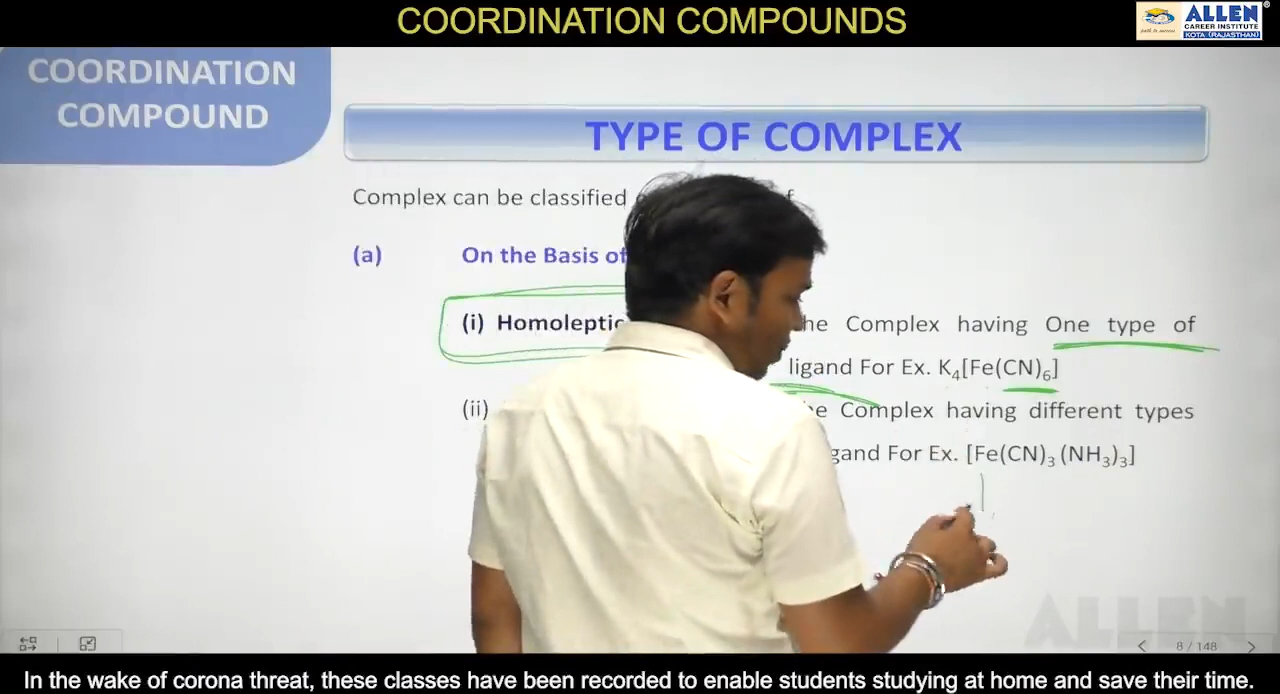 COORDINATION COMPOUNDS
ALLEN
CAREER INSTITUTE
KOTA (RAJASTHAN)
COORDINATION
COMPOUND
TYPE OF COMPLEX
Complex can be classified
(a) On the Basis of
(i) Homoleptic Complex having One type of
ligand For Ex. K₄[Fe(CN)₆]
(ii) Complex having different types
For Ex. [Fe(CN)₃ (NH₃)₃]
ALLEN
8 / 148
In the wake of corona threat, these classes have been recorded to enable students studying at home and save their time.